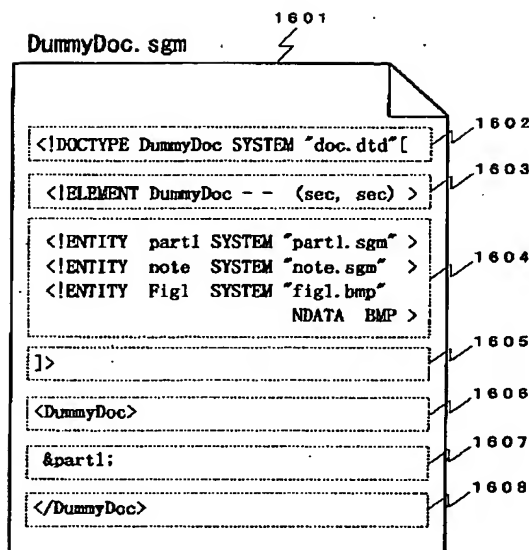 1601
DummyDoc.sgm
1602
<!DOCTYPE DummyDoc SYSTEM "doc.dtd"[
1603
<!ELEMENT DummyDoc - - (sec, sec) >
<!ENTITY part1 SYSTEM "part1.sgm" >
<!ENTITY note SYSTEM "note.sgm" >
1604
<!ENTITY Fig1 SYSTEM "fig1.bmp"
NDATA BMP >
1605
]>
1606
<DummyDoc>
1607
&part1;
1608
</DummyDoc>